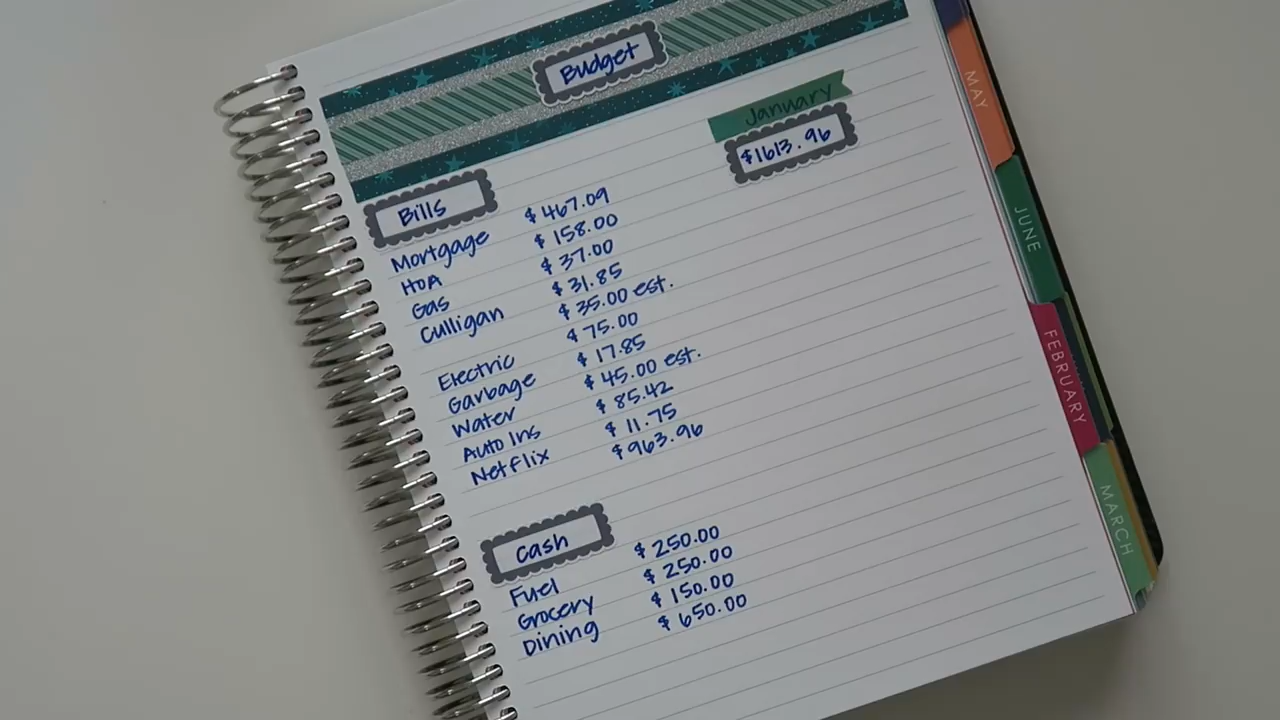 Budget
January
$1613.96
Bills
Mortgage $467.09
HOA $158.00
Gas $37.00
Culligan $31.85
$35.00 est.
Electric $75.00
Garbage $17.85
Water $45.00 est.
Auto Ins $85.42
Netflix $11.75
$963.96
Cash
Fuel $250.00
Grocery $250.00
Dining $150.00
$650.00
MAY
JUNE
FEBRUARY
MARCH